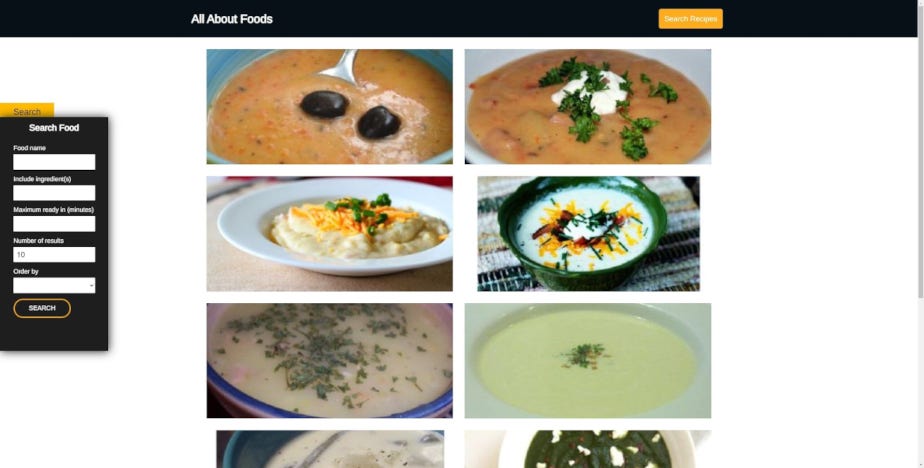 All About Foods
Search Recipes
Search
Search Food
Food name
Include ingredient(s)
Maximum ready in (minutes)
Number of results
10
Order by
SEARCH